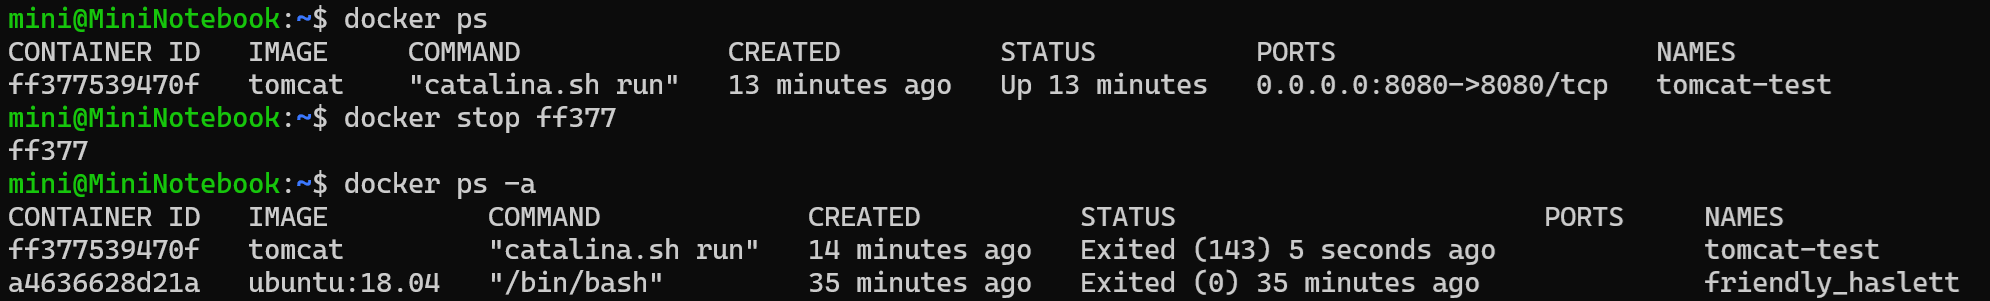 mini@MiniNotebook:~$ docker ps
CONTAINER ID   IMAGE     COMMAND             CREATED          STATUS          PORTS                    NAMES
ff377539470f   tomcat    "catalina.sh run"   13 minutes ago   Up 13 minutes   0.0.0.0:8080->8080/tcp   tomcat-test
mini@MiniNotebook:~$ docker stop ff377
ff377
mini@MiniNotebook:~$ docker ps -a
CONTAINER ID   IMAGE          COMMAND             CREATED          STATUS                       PORTS     NAMES
ff377539470f   tomcat         "catalina.sh run"   14 minutes ago   Exited (143) 5 seconds ago             tomcat-test
a4636628d21a   ubuntu:18.04   "/bin/bash"         35 minutes ago   Exited (0) 35 minutes ago              friendly_haslett